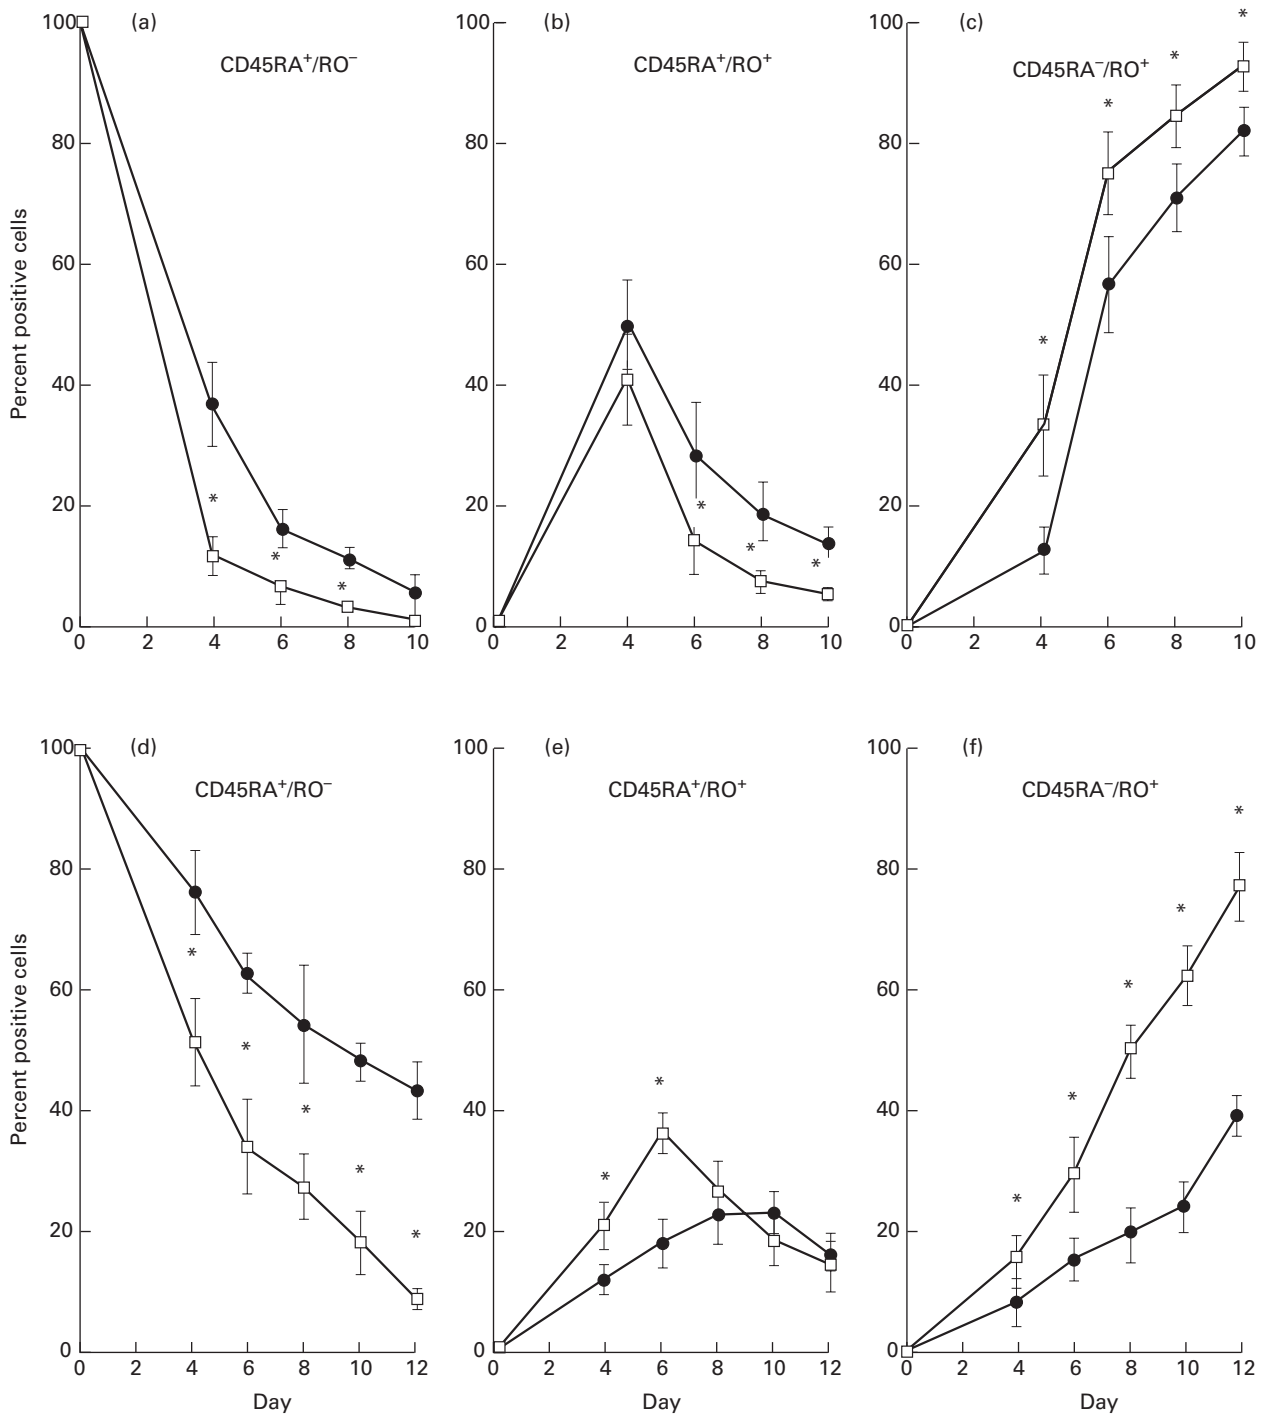 (a)
CD45RA⁺/RO⁻
100
80
60
40
20
0
Percent positive cells
* * *
0 2 4 6 8 10
(b)
CD45RA⁺/RO⁺
100
80
60
40
20
0
* * *
0 2 4 6 8 10
(c)
CD45RA⁻/RO⁺
100
80
60
40
20
0
* * * * *
0 2 4 6 8 10
(d)
CD45RA⁺/RO⁻
100
80
60
40
20
0
Percent positive cells
* * * * *
0 2 4 6 8 10 12
Day
(e)
CD45RA⁺/RO⁺
100
80
60
40
20
0
* *
0 2 4 6 8 10 12
Day
(f)
CD45RA⁻/RO⁺
100
80
60
40
20
0
* * * * *
0 2 4 6 8 10 12
Day